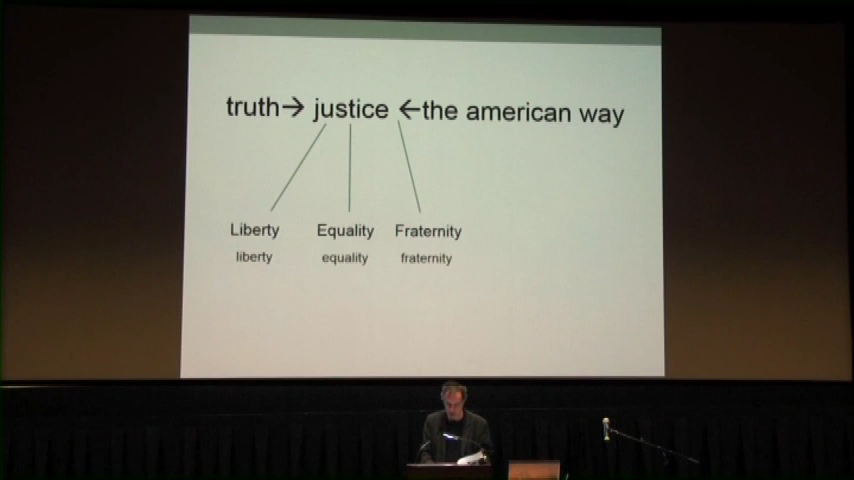 truth→ justice ←the american way
Liberty Equality Fraternity
liberty equality fraternity